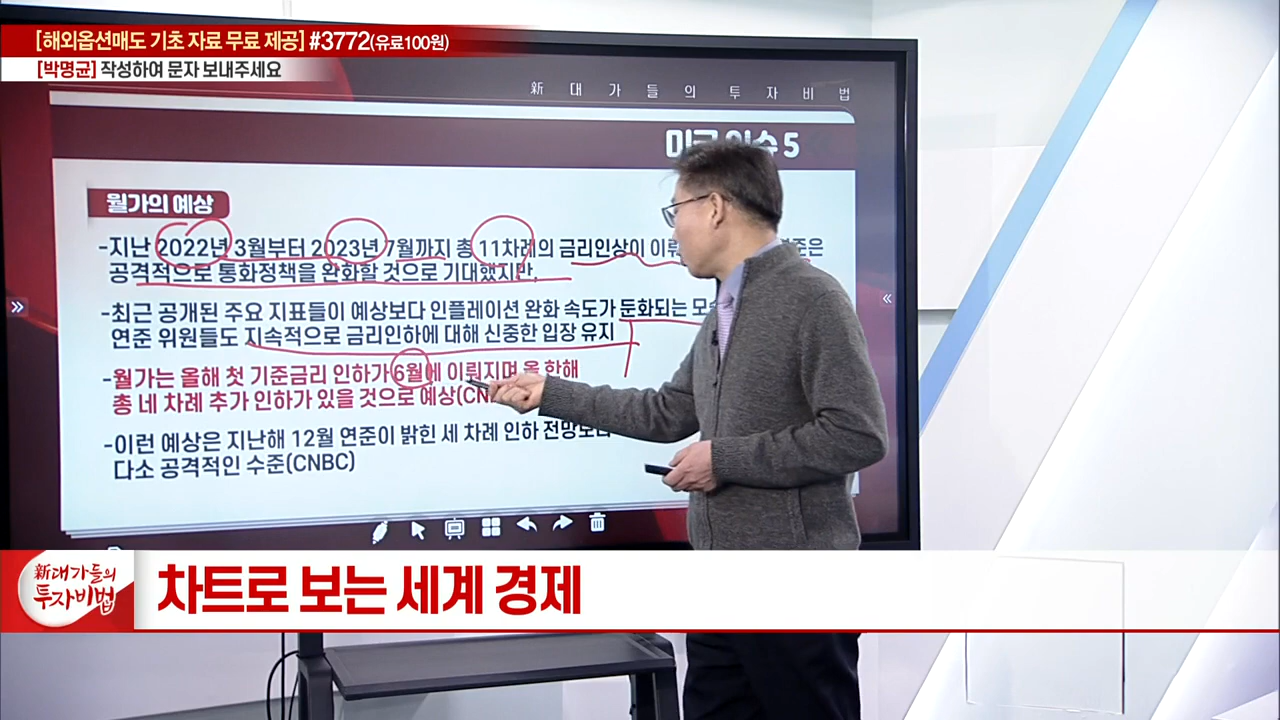 [해외옵션매도 기초 자료 무료 제공] #3772(유료100원)
[박명균] 작성하여 문자 보내주세요
新 대가들의 투자비법
미국 이슈 5
월가의 예상
-지난 2022년 3월부터 2023년 7월까지 총 11차례의 금리인상이
공격적으로 통화정책을 완화할 것으로 기대했지만,
-최근 공개된 주요 지표들이 예상보다 인플레이션 완화 속도가 둔화되는
연준 위원들도 지속적으로 금리인하에 대해 신중한 입장 유지
-월가는 올해 첫 기준금리 인하가 6월에 이뤄지며 올 한해
총 네 차례 추가 인하가 있을 것으로 예상
-이런 예상은 지난해 12월 연준이 밝힌 세 차례 인하 전망보다
다소 공격적인 수준(CNBC)
新대가들의
투자비법
차트로 보는 세계 경제